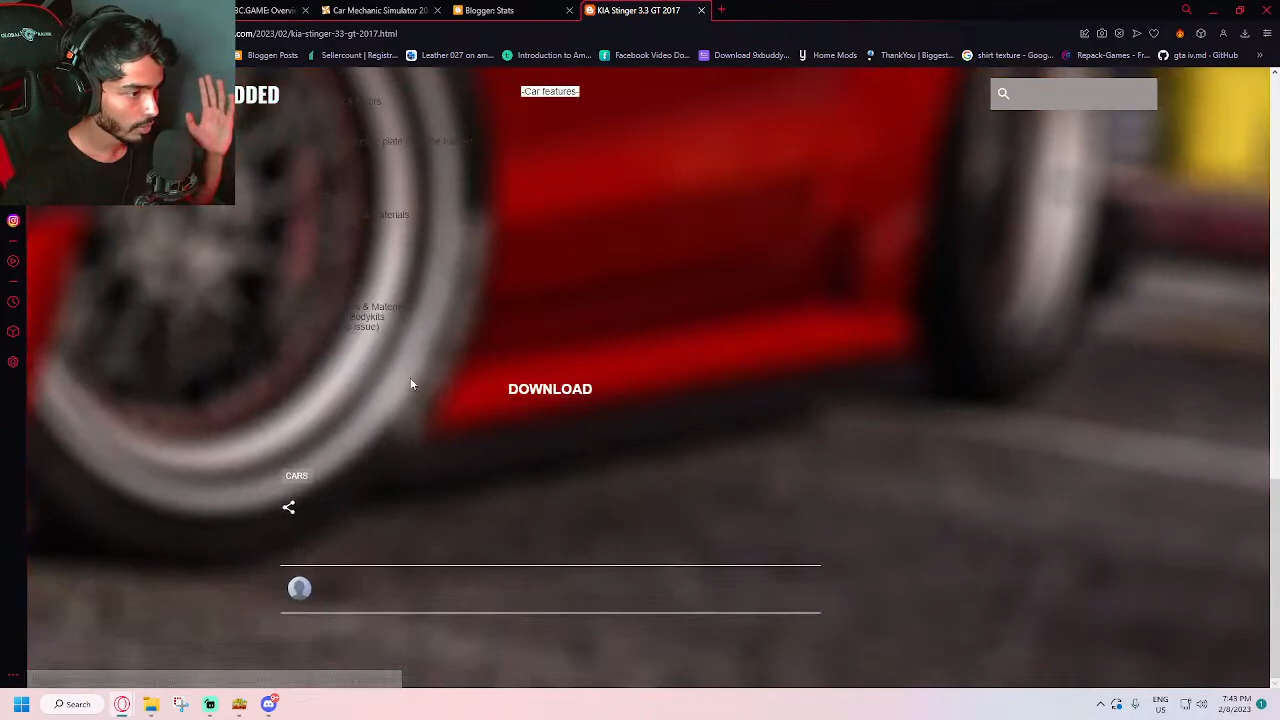 C.GAME: Overvi
Car Mechanic Simulator 20
Blogger: Stats
KIA Stinger 3.3 GT 2017
.com/2023/02/kia-stinger-33-gt-2017.html
Blogger: Posts
Sellercount | Registr...
Leather 027 on am...
Introduction to Am...
Facebook Video Do...
Download 9xbuddy...
Home Mods
ThankYou | Biggest...
shirt texture - Goog...
Repack-Games | For...
gta iv.md · GitHub
DDED
-Car features-
plate
DOWNLOAD
CARS
Search
ENG
US
7:43 PM
2/8/2023